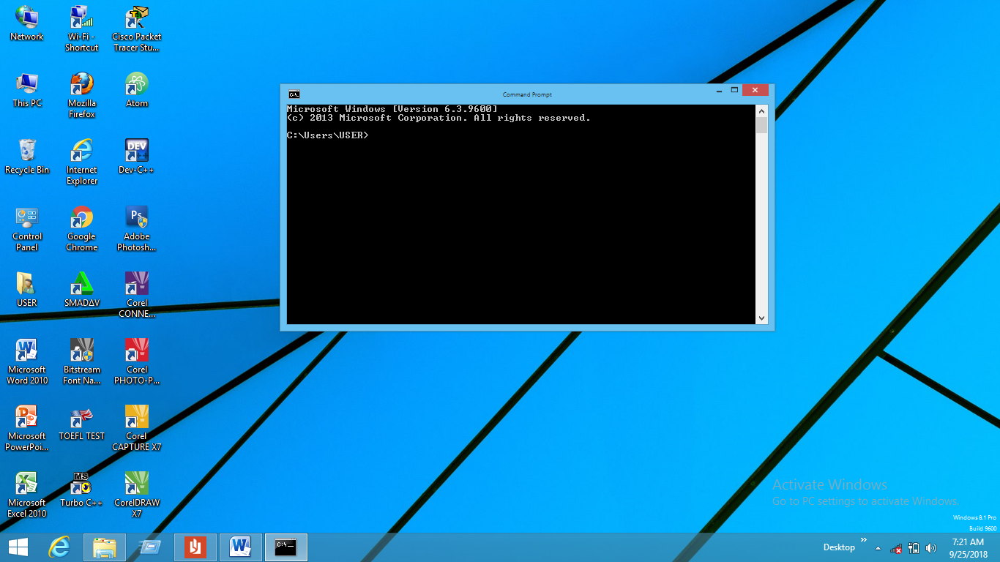 Network
Wi-Fi -
Shortcut
Cisco Packet
Tracer Stu...
This PC
Mozilla
Firefox
Atom
Recycle Bin
Internet
Explorer
DEV
Dev-C++
Control
Panel
Google
Chrome
Ps
Adobe
Photosh...
USER
SMADΔV
Corel
CONNE...
Microsoft
Word 2010
Bitstream
Font Na...
Corel
PHOTO-P...
Microsoft
PowerPoi...
TOEFL TEST
Corel
CAPTURE X7
Microsoft
Excel 2010
MS
Turbo C++
CorelDRAW
X7
C:\.
Command Prompt
Microsoft Windows [Version 6.3.9600]
(c) 2013 Microsoft Corporation. All rights reserved.
C:\Users\USER>
Activate Windows
Go to PC settings to activate Windows.
Windows 8.1 Pro
Build 9600
Desktop
7:21 AM
9/25/2018